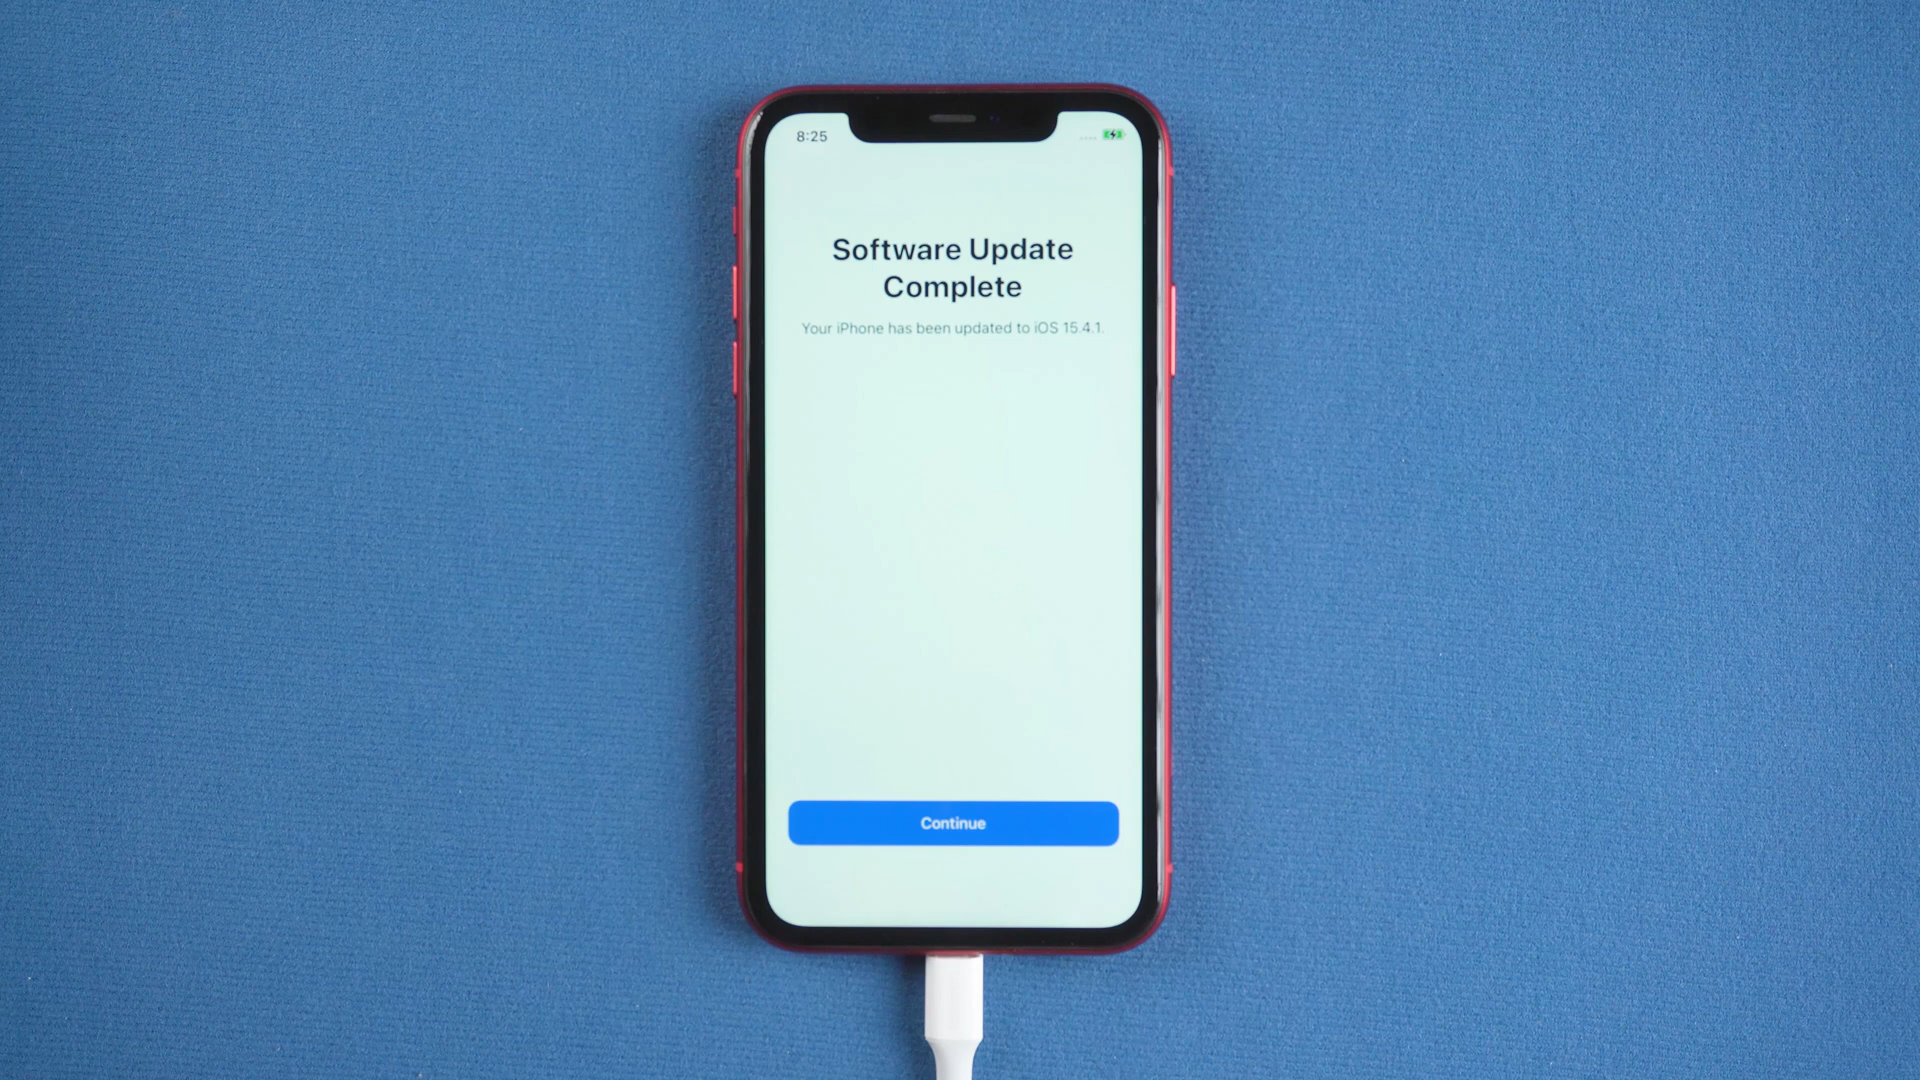 8:25
Software Update
Complete
Your iPhone has been updated to iOS 15.4.1.
Continue